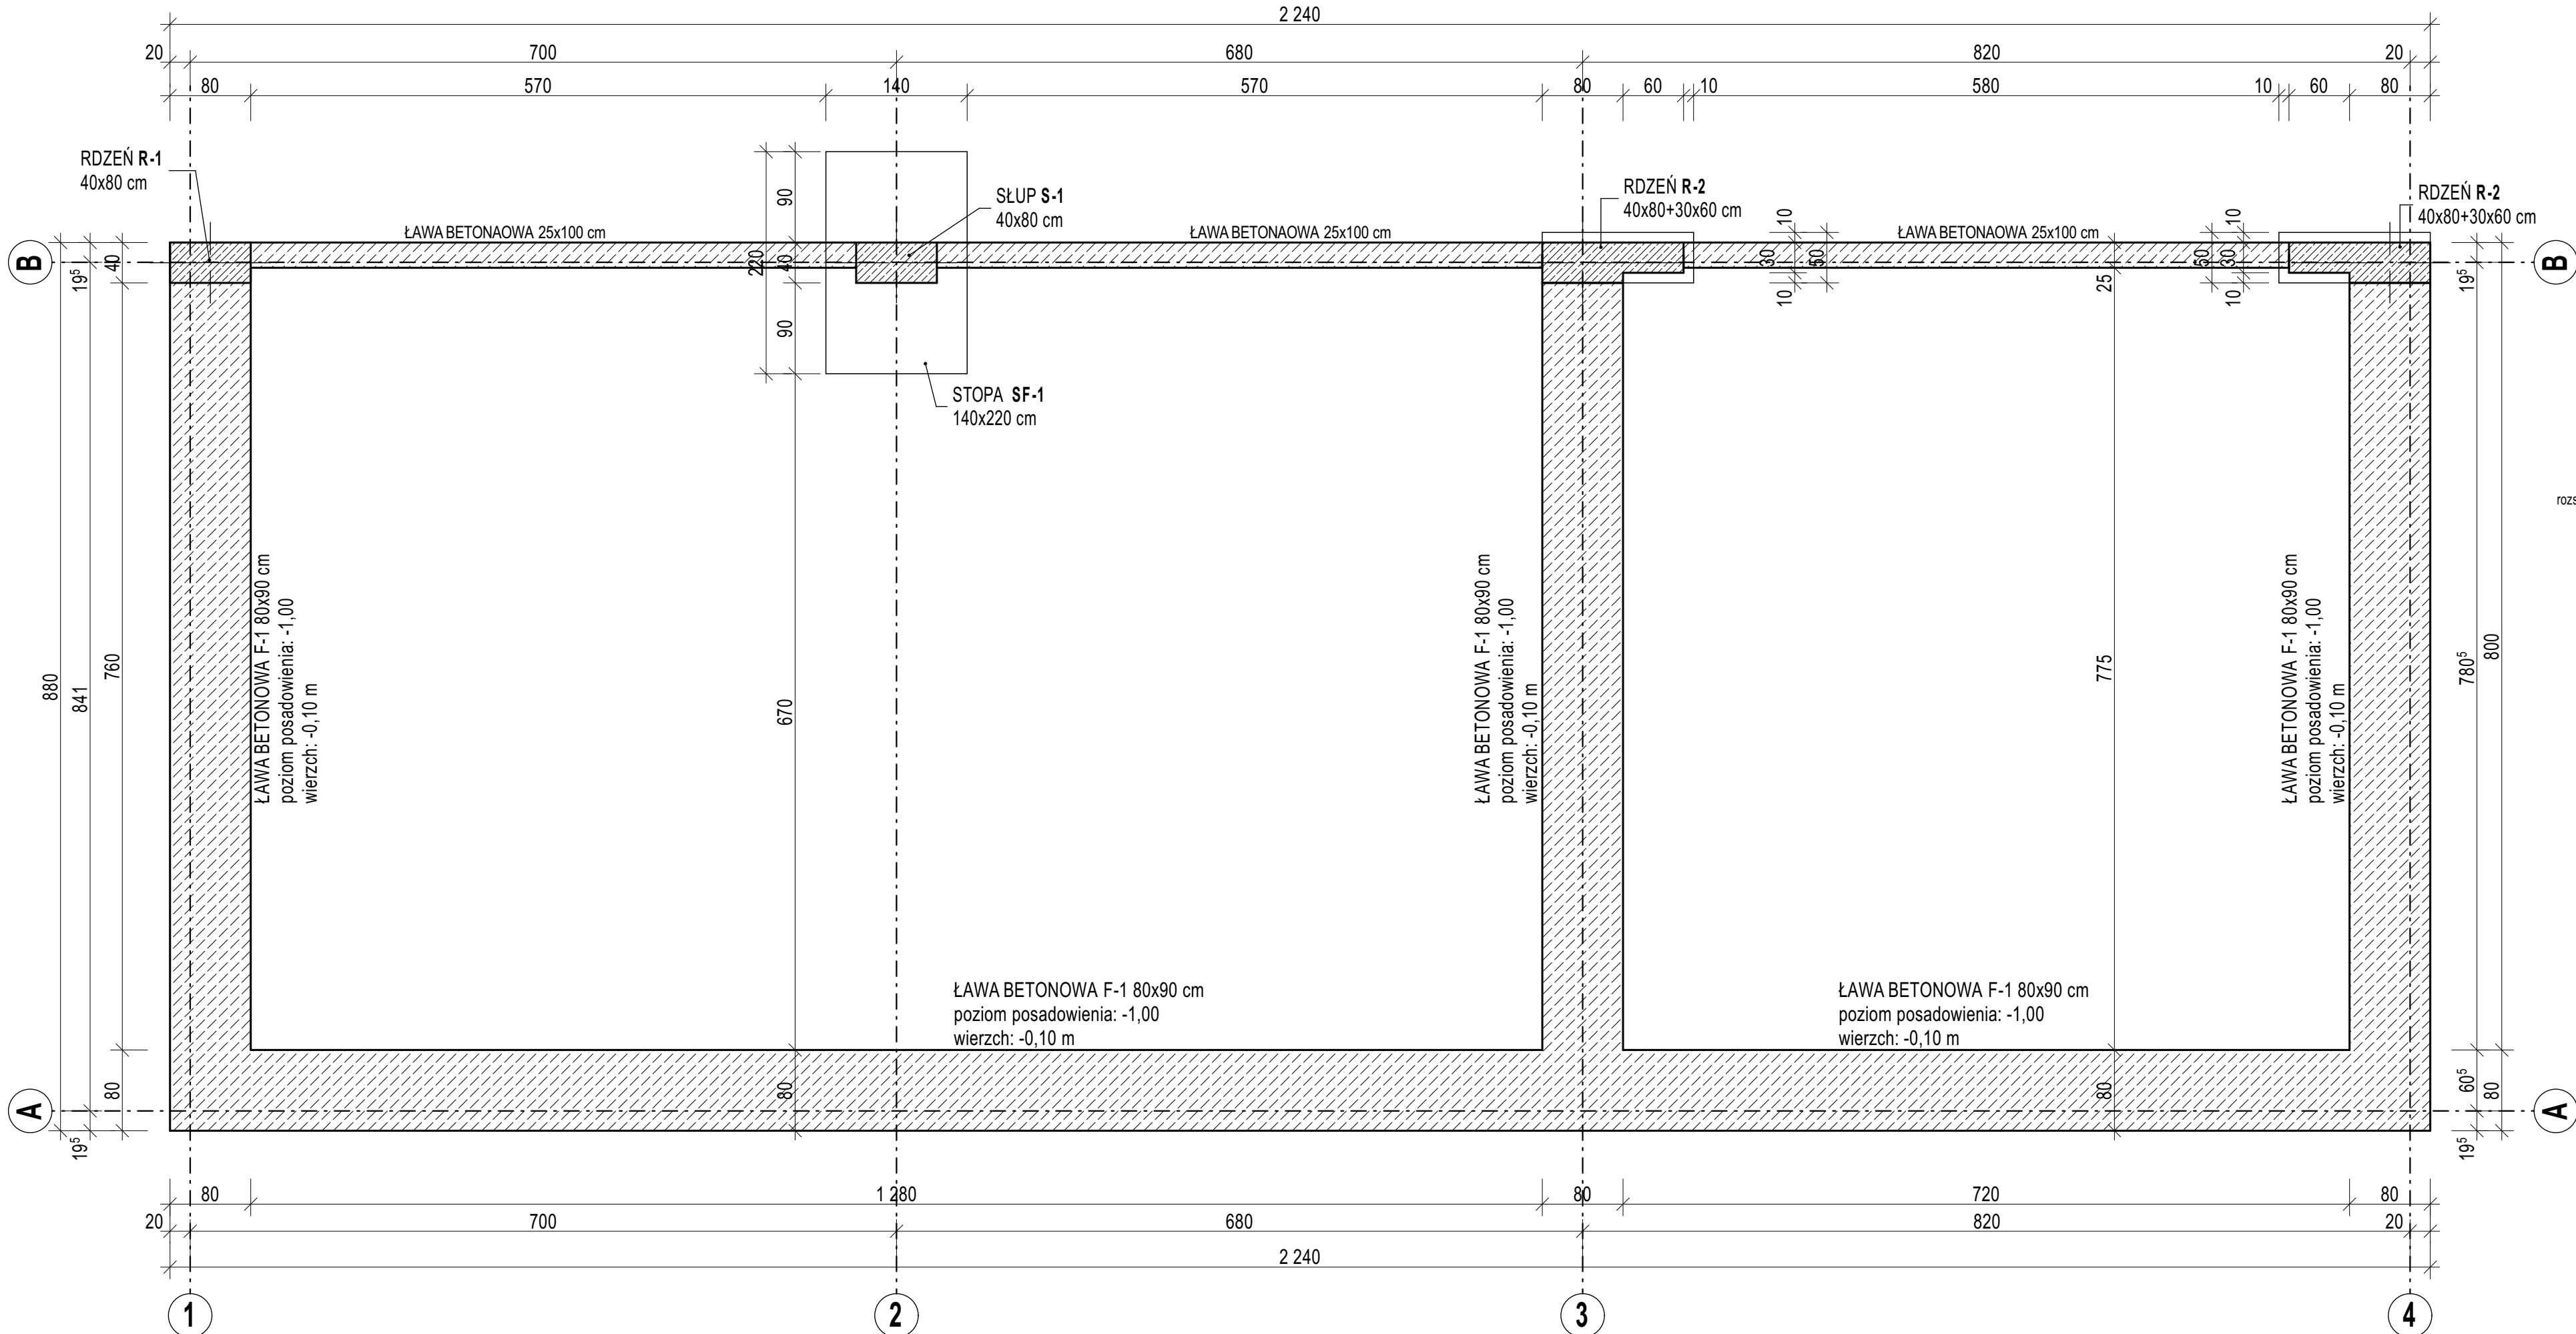 2 240
20
700
680
820
20
80
570
140
570
80
60
10
580
10
60
80
RDZEŃ R-1
40x80 cm
SŁUP S-1
40x80 cm
RDZEŃ R-2
40x80+30x60 cm
RDZEŃ R-2
40x80+30x60 cm
ŁAWA BETONAOWA 25x100 cm
ŁAWA BETONAOWA 25x100 cm
ŁAWA BETONAOWA 25x100 cm
90
220
40
90
10
30
50
10
10
50
30
10
B
B
40
19⁵
25
19⁵
STOPA SF-1
140x220 cm
rozs
880
841
760
670
775
780⁵
800
ŁAWA BETONOWA F-1 80x90 cm
poziom posadowienia: -1,00
wierzch: -0,10 m
ŁAWA BETONOWA F-1 80x90 cm
poziom posadowienia: -1,00
wierzch: -0,10 m
ŁAWA BETONOWA F-1 80x90 cm
poziom posadowienia: -1,00
wierzch: -0,10 m
ŁAWA BETONOWA F-1 80x90 cm
poziom posadowienia: -1,00
wierzch: -0,10 m
ŁAWA BETONOWA F-1 80x90 cm
poziom posadowienia: -1,00
wierzch: -0,10 m
80
80
80
60⁵
80
A
A
19⁵
19⁵
80
1 280
80
720
80
20
700
680
820
20
2 240
1
2
3
4